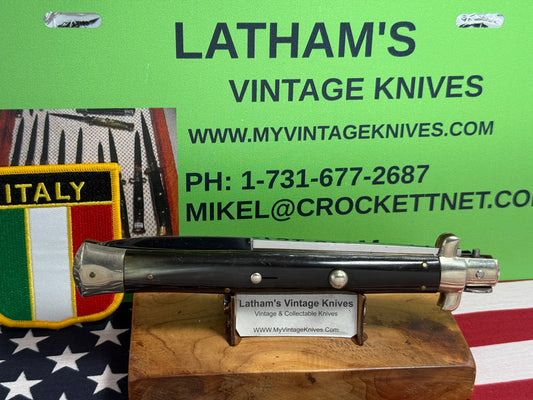 LATHAM'S
VINTAGE KNIVES
WWW.MYVINTAGEKNIVES.COM
PH: 1-731-677-2687
MIKEL@CROCKETTNET.COM
ITALY
Latham's Vintage Knives
Vintage & Collectable Knives
WWW.MyVintageKnives.Com